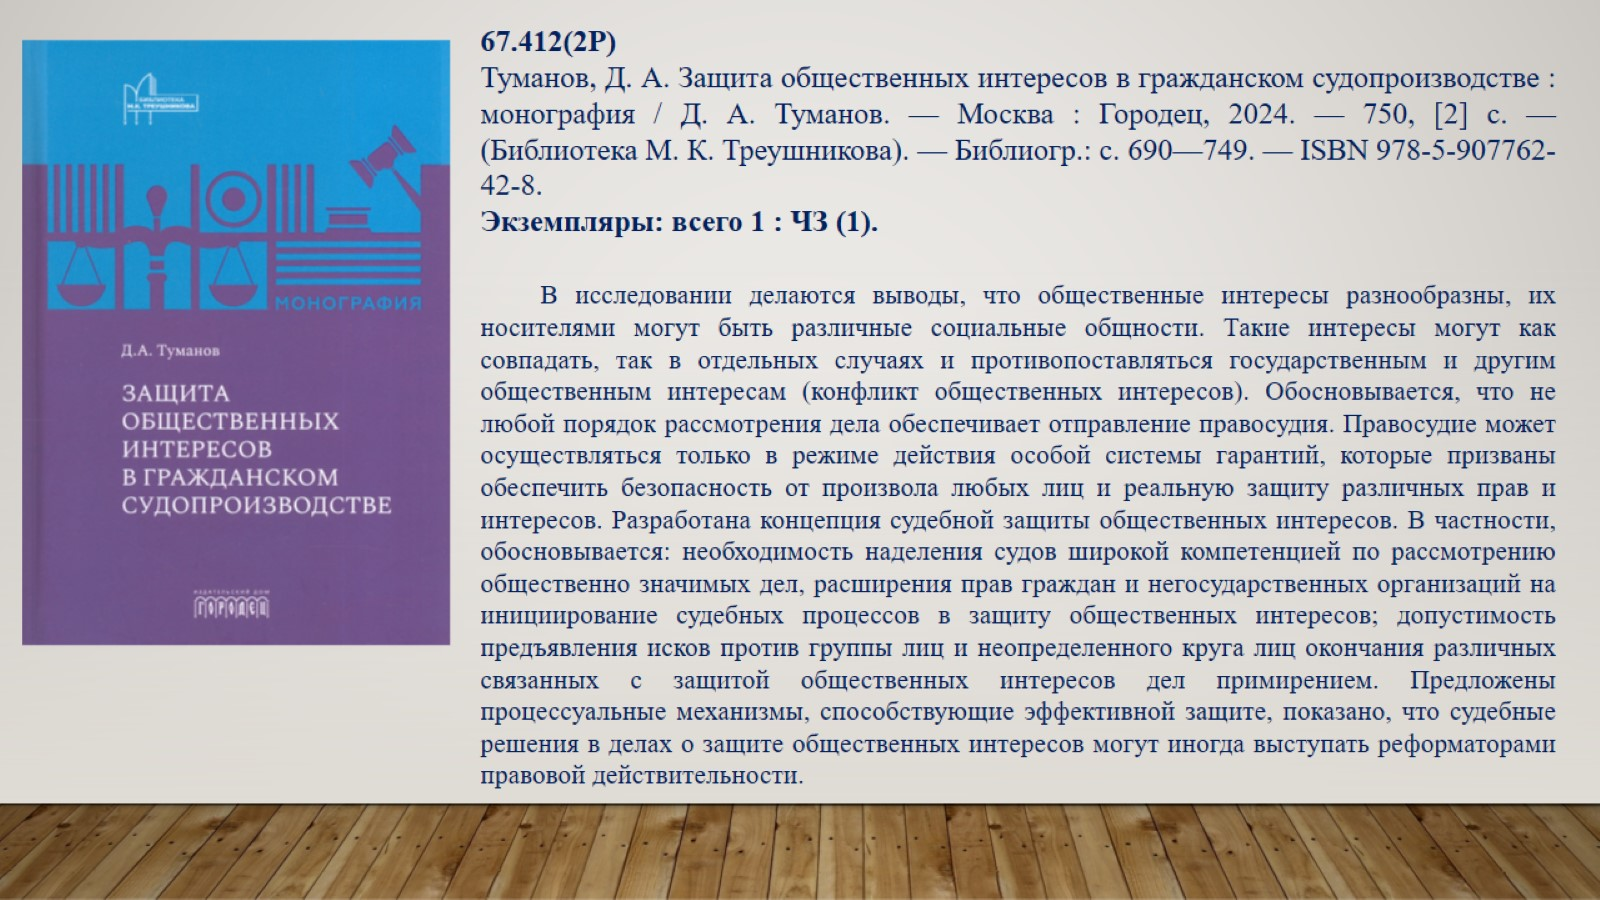 БИБЛИОТЕКА
М.К. ТРЕУШНИКОВА
МОНОГРАФИЯ
Д.А. Туманов
ЗАЩИТА
ОБЩЕСТВЕННЫХ
ИНТЕРЕСОВ
В ГРАЖДАНСКОМ
СУДОПРОИЗВОДСТВЕ
ИЗДАТЕЛЬСКИЙ ДОМ
ГОРОДЕЦ
67.412(2Р)
Туманов, Д. А. Защита общественных интересов в гражданском судопроизводстве :
монография / Д. А. Туманов. — Москва : Городец, 2024. — 750, [2] с. —
(Библиотека М. К. Треушникова). — Библиогр.: с. 690—749. — ISBN 978-5-907762-
42-8.
Экземпляры: всего 1 : ЧЗ (1).
В исследовании делаются выводы, что общественные интересы разнообразны, их
носителями могут быть различные социальные общности. Такие интересы могут как
совпадать, так в отдельных случаях и противопоставляться государственным и другим
общественным интересам (конфликт общественных интересов). Обосновывается, что не
любой порядок рассмотрения дела обеспечивает отправление правосудия. Правосудие может
осуществляться только в режиме действия особой системы гарантий, которые призваны
обеспечить безопасность от произвола любых лиц и реальную защиту различных прав и
интересов. Разработана концепция судебной защиты общественных интересов. В частности,
обосновывается: необходимость наделения судов широкой компетенцией по рассмотрению
общественно значимых дел, расширения прав граждан и негосударственных организаций на
инициирование судебных процессов в защиту общественных интересов; допустимость
предъявления исков против группы лиц и неопределенного круга лиц окончания различных
связанных с защитой общественных интересов дел примирением. Предложены
процессуальные механизмы, способствующие эффективной защите, показано, что судебные
решения в делах о защите общественных интересов могут иногда выступать реформаторами
правовой действительности.